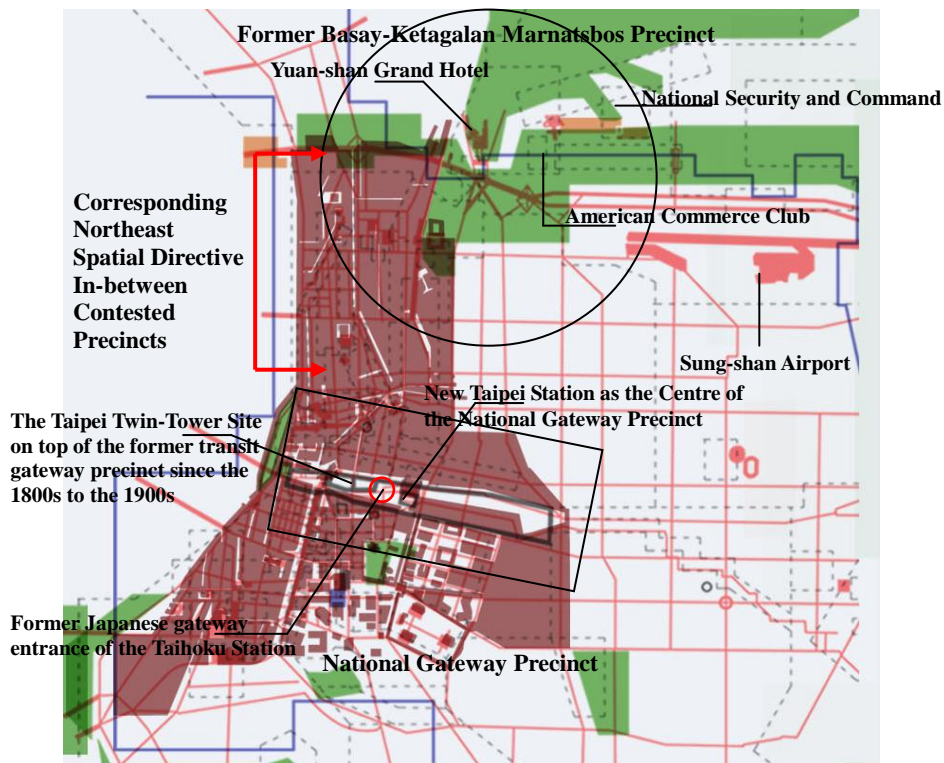 Former Basay-Ketagalan Marnatsbos Precinct
Yuan-shan Grand Hotel
National Security and Command
Corresponding
Northeast
Spatial Directive
In-between
Contested
Precincts
American Commerce Club
Sung-shan Airport
New Taipei Station as the Centre of
the National Gateway Precinct
The Taipei Twin-Tower Site
on top of the former transit
gateway precinct since the
1800s to the 1900s
Former Japanese gateway
entrance of the Taihoku Station
National Gateway Precinct